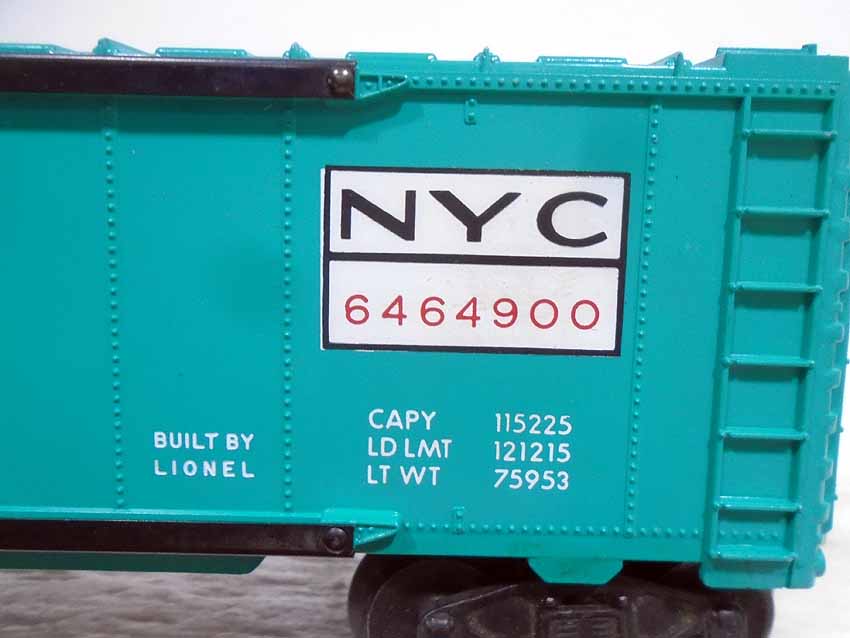 NYC
6464900
CAPY 115225
LD LMT 121215
LT WT 75953
BUILT BY
LIONEL